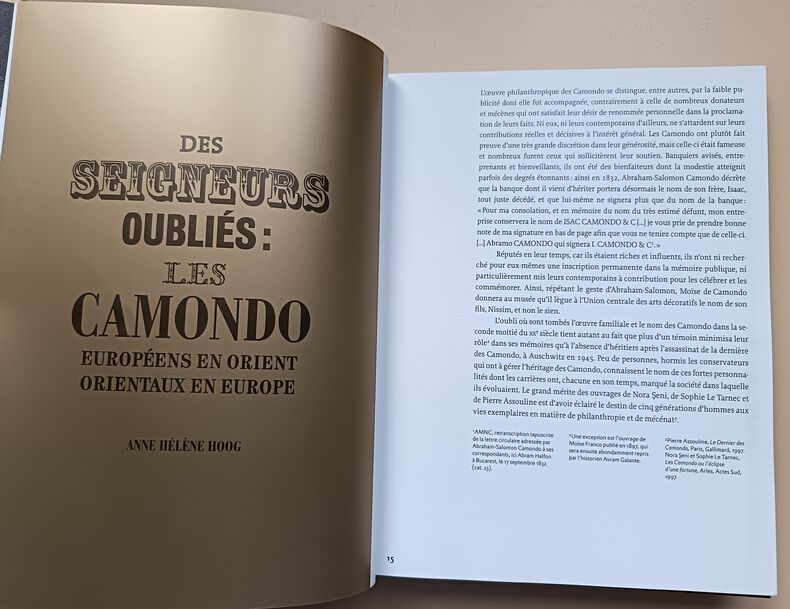 DES
SEIGNEURS
OUBLIÉS :
LES
CAMONDO
EUROPÉENS EN ORIENT
ORIENTAUX EN EUROPE
ANNE HÉLÈNE HOOG
L'œuvre philanthropique des Camondo se distingue, entre autres, par la faible pu-
blicité dont elle fut accompagnée, contrairement à celle de nombreux donateurs
et mécènes qui ont satisfait leur désir de renommée personnelle dans la proclama-
tion de leurs faits. Ni eux, ni leurs contemporains d'ailleurs, ne s'attardent sur leurs
contributions réelles et décisives à l'intérêt général. Les Camondo ont plutôt fait
preuve d'une très grande discrétion dans leur générosité, mais celle-ci était fameuse
et nombreux furent ceux qui sollicitèrent leur soutien. Banquiers avisés, entre-
prenants et bienveillants, ils ont été des bienfaiteurs dont la modestie atteignit
parfois des degrés étonnants : ainsi en 1832, Abraham-Salomon Camondo décrète
que la banque dont il vient d'hériter portera désormais le nom de son frère, Isaac,
tout juste décédé, et que lui-même ne signera plus que du nom de la banque :
« Pour ma consolation, et en mémoire du nom du très estimé défunt, mon ent-
reprise conservera le nom de ISAC CAMONDO & C [...] je vous prie de prendre bonne
note de ma signature en bas de page afin que vous ne teniez compte que de celle-ci.
[...] Abramo CAMONDO qui signera I. CAMONDO & C¹. »
Réputés en leur temps, car ils étaient riches et influents, ils n'ont ni recher-
ché pour eux-mêmes une inscription permanente dans la mémoire publique, ni
particulièrement mis leurs contemporains à contribution pour les célébrer et les
commémorer. Ainsi, répétant le geste d'Abraham-Salomon, Moïse de Camondo
donnera au musée qu'il lègue à l'Union centrale des arts décoratifs le nom de son
fils, Nissim, et non le sien.
L'oubli où sont tombés l'œuvre familiale et le nom des Camondo dans la se-
conde moitié du XXᵉ siècle tient autant au fait que plus d'un témoin minimisa leur
rôle² dans ses mémoires qu'à l'absence d'héritiers après l'assassinat de la dernière
des Camondo, à Auschwitz en 1945. Peu de personnes, hormis les conservateurs
qui ont à gérer l'héritage des Camondo, connaissent le nom de ces fortes personna-
lités dont les carrières ont, chacune en son temps, marqué la société dans laquelle
ils évoluaient. Le grand mérite des ouvrages de Nora Şeni, de Sophie Le Tarnec et
de Pierre Assouline est d'avoir éclairé le destin de cinq générations d'hommes aux
vies exemplaires en matière de philanthropie et de mécénat³.
¹AMNC, retranscription tapuscrite
de la lettre circulaire adressée par
Abraham-Salomon Camondo à ses
correspondants, ici Abram Halfon
à Bucarest, le 17 septembre 1832
(cat. 23).
²Une exception est l'ouvrage de
Moïse Franco publié en 1897, qui
sera ensuite abondamment repris
par l'historien Avram Galante.
³Pierre Assouline, Le Dernier des
Camondo, Paris, Gallimard, 1997.
Nora Şeni et Sophie Le Tarnec,
Les Camondo ou l'éclipse
d'une fortune, Arles, Actes Sud,
1997.
15